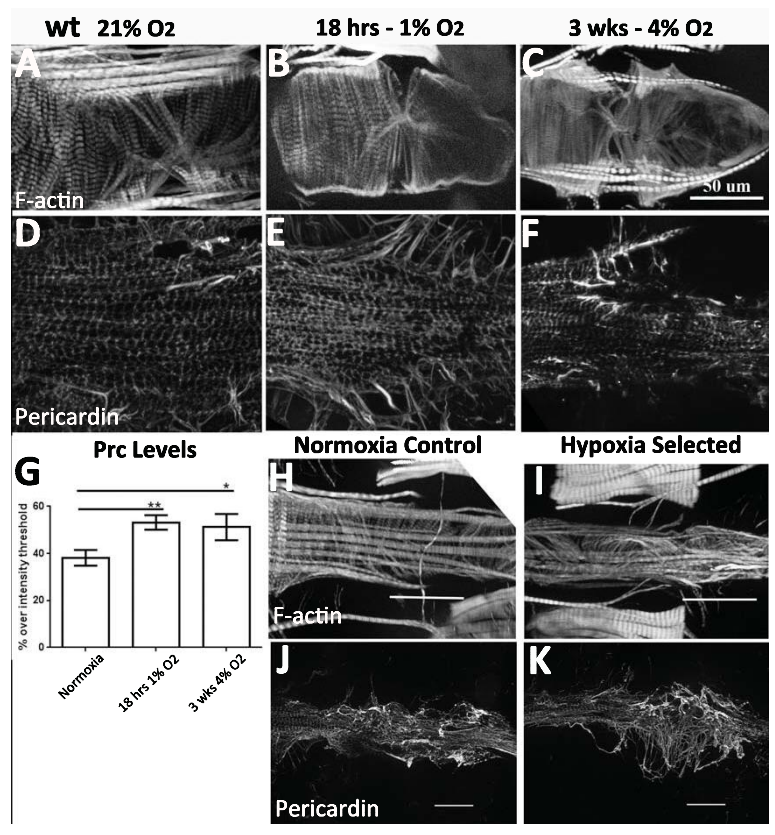 wt 21% O2
18 hrs - 1% O2
3 wks - 4% O2
A
B
C
F-actin
50 um
D
E
F
Pericardin
Prc Levels
Normoxia Control
Hypoxia Selected
G
H
I
% over intensity threshold
60
40
20
0
*
**
Normoxia
18 hrs 1% O2
3 wks 4% O2
F-actin
J
K
Pericardin